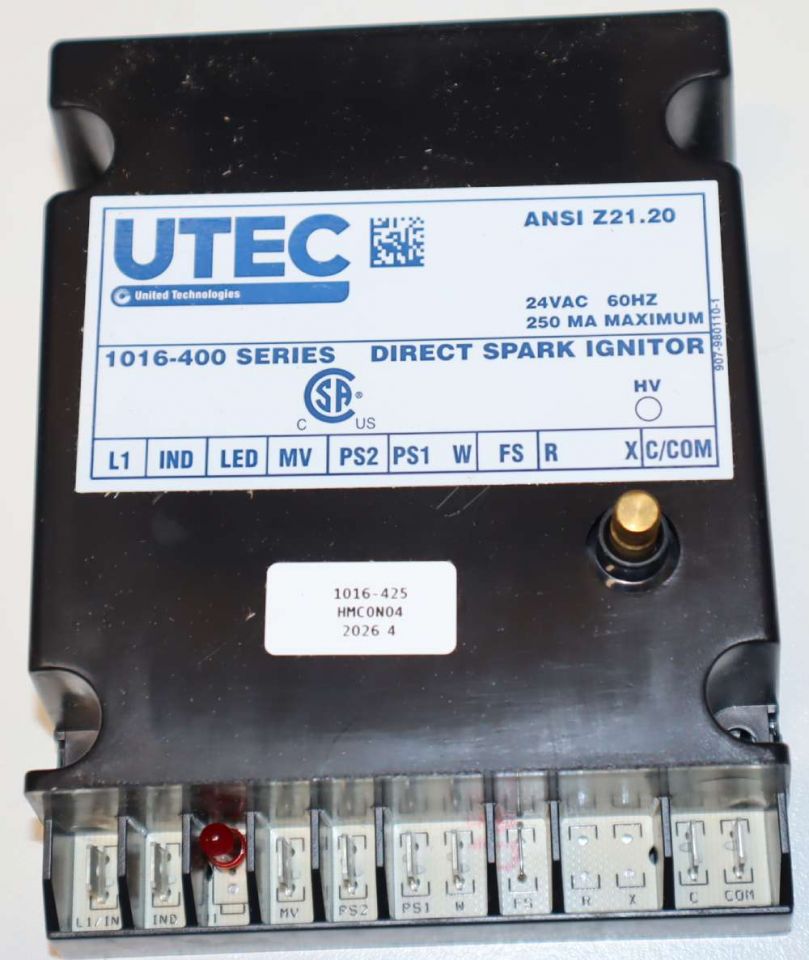 UTEC
United Technologies
ANSI Z21.20
24VAC 60HZ
250 MA MAXIMUM
907-980110-1
1016-400 SERIES DIRECT SPARK IGNITOR
CSA®
C US
HV
L1 IND LED MV PS2 PS1 W FS R X C/COM
1016-425
HMC0N04
2026 4
L1/IN IND MV PS2 PS1 W FS R X C COM